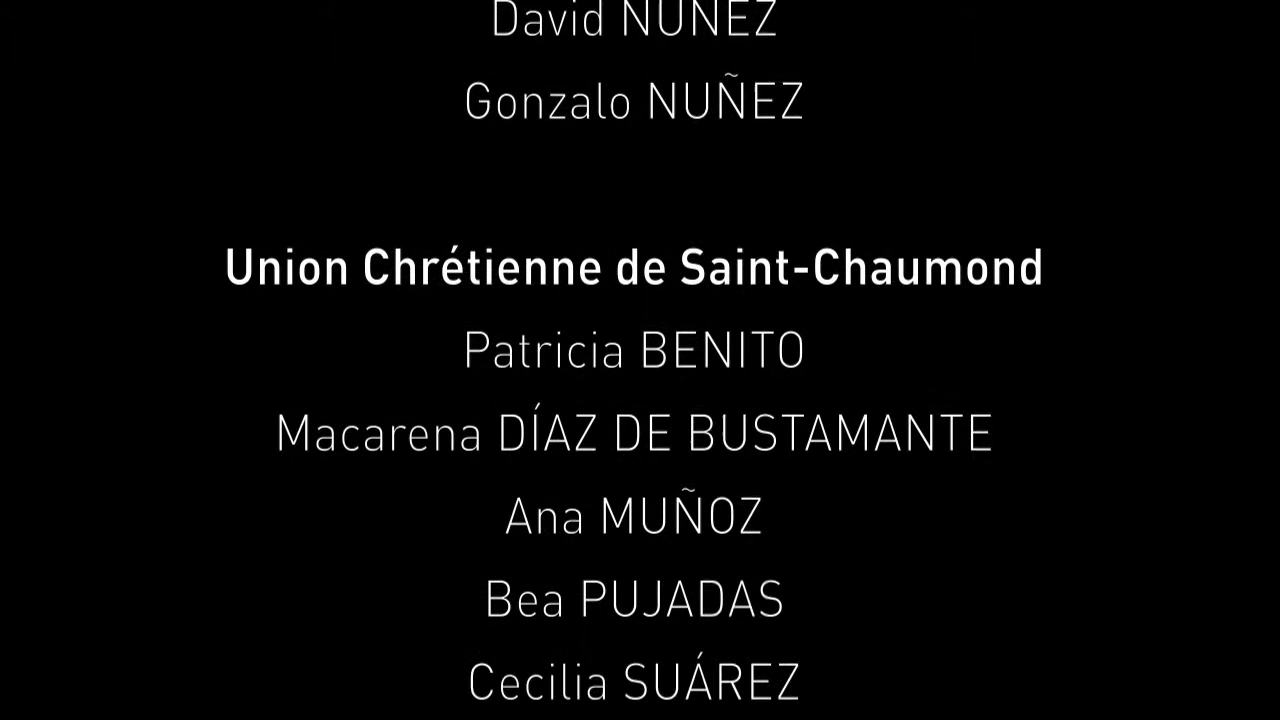 David NUÑEZ
Gonzalo NUÑEZ
Union Chrétienne de Saint-Chaumond
Patricia BENITO
Macarena DÍAZ DE BUSTAMANTE
Ana MUÑOZ
Bea PUJADAS
Cecilia SUÁREZ